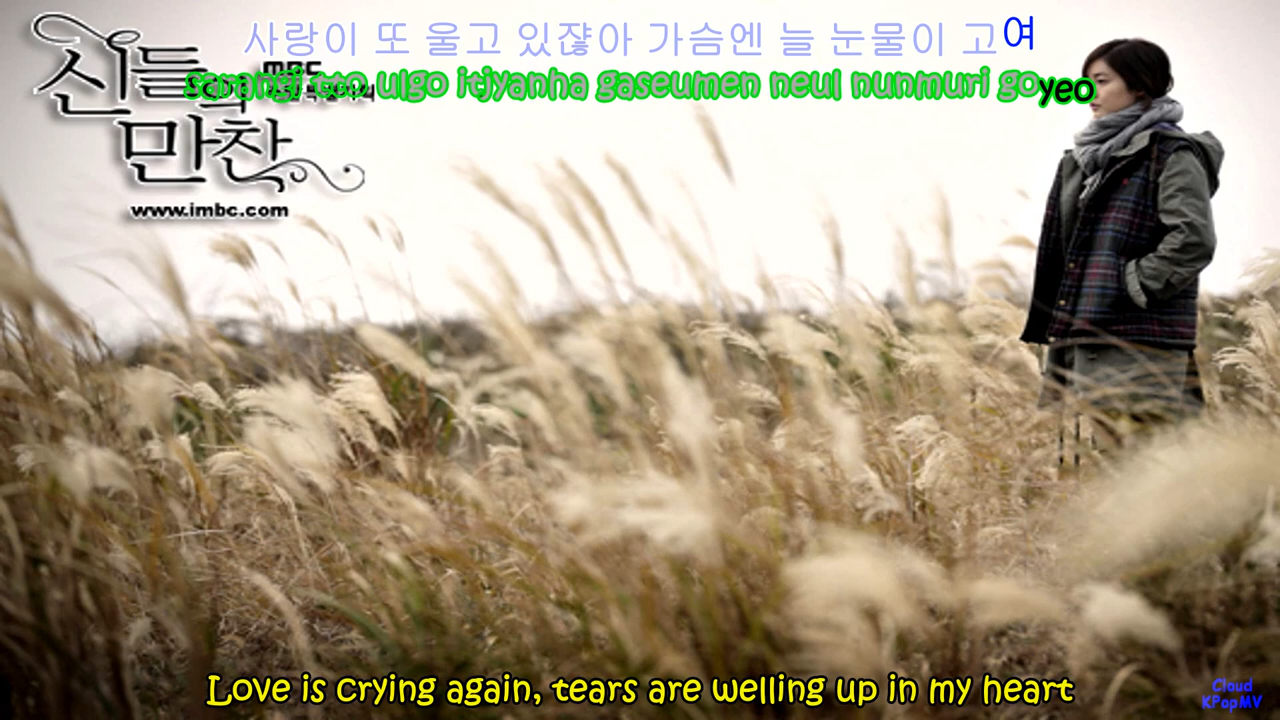 사랑이 또 울고 있쟎아 가슴엔 늘 눈물이 고여
sarangi tto ulgo itjyanha gaseumen neul nunmuri goyeo
신들의
만찬
MBC
www.imbc.com
Love is crying again, tears are welling up in my heart
Cloud
KPopMV